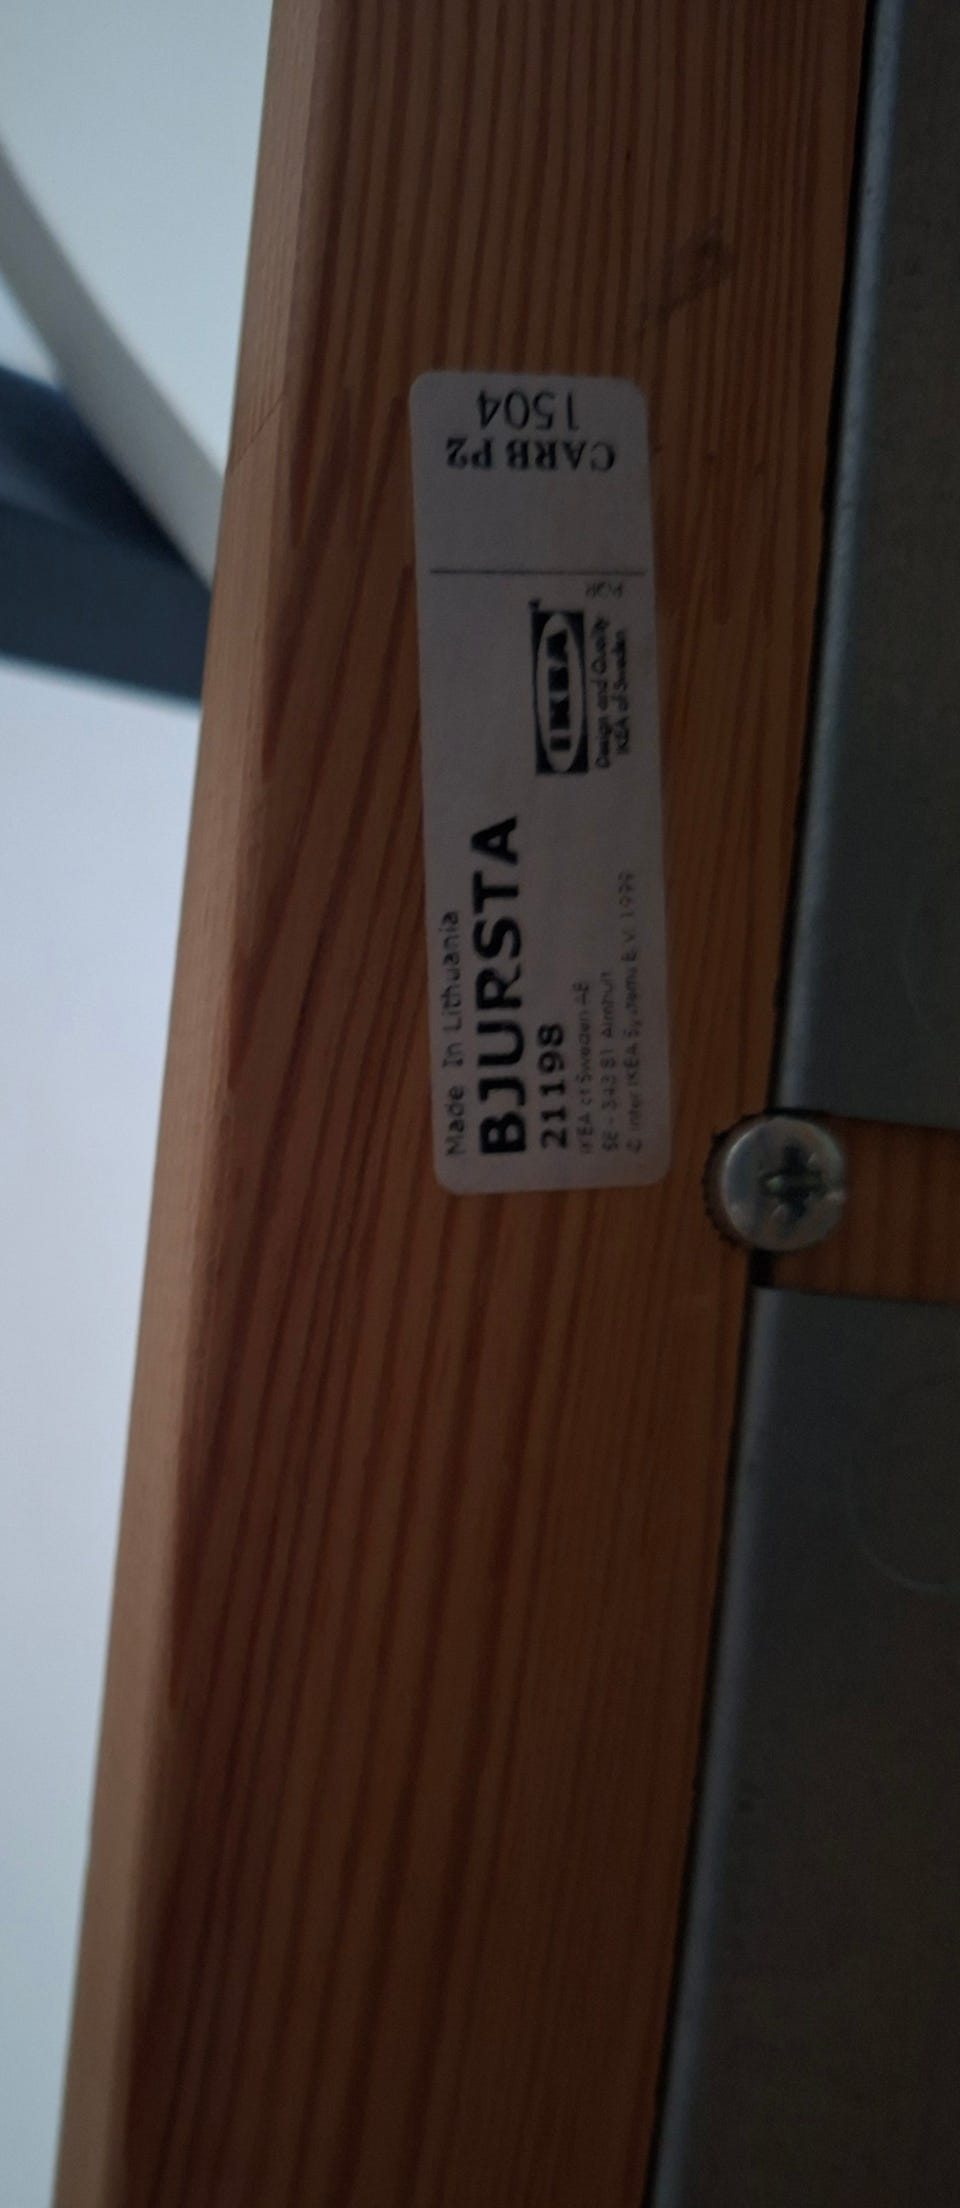 CARB P2
1504
Made In Lithuania
BJURSTA
21198
IKEA of Sweden AB
SE - 343 81 Älmhult
© Inter IKEA Systems B.V. 1999
IKEA
Design and Quality
IKEA of Sweden
PQR